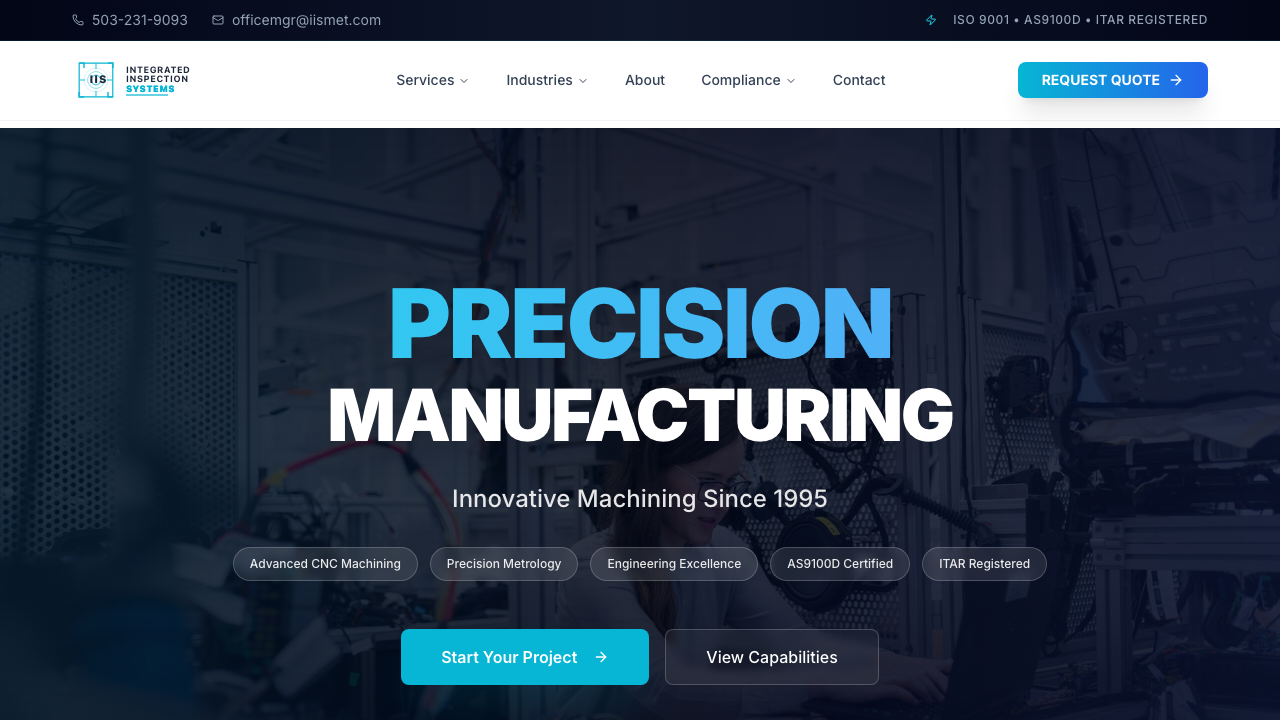 503-231-9093
officemgr@iismet.com
ISO 9001 • AS9100D • ITAR REGISTERED
IIS
INTEGRATED
INSPECTION
SYSTEMS
Services
Industries
About
Compliance
Contact
REQUEST QUOTE
PRECISION
MANUFACTURING
Innovative Machining Since 1995
Advanced CNC Machining
Precision Metrology
Engineering Excellence
AS9100D Certified
ITAR Registered
Start Your Project
View Capabilities